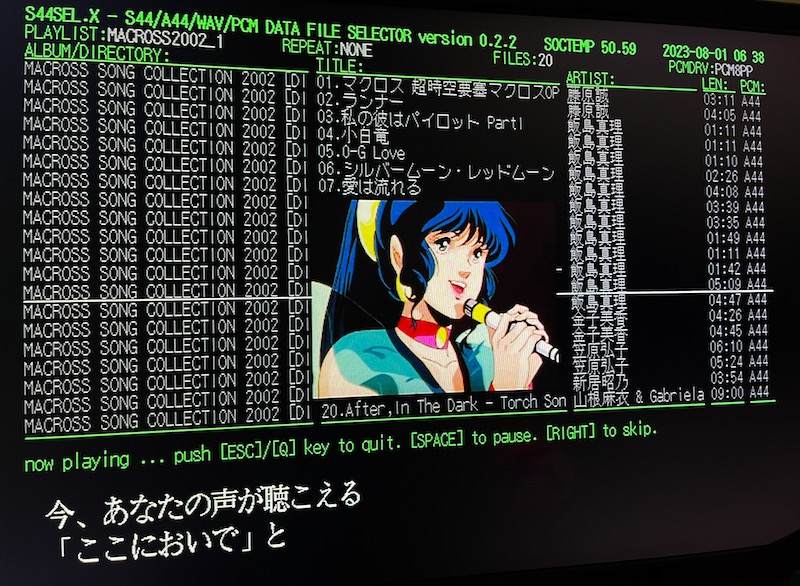 S44SEL.X - S44/A44/WAV/PCM DATA FILE SELECTOR version 0.2.2 SOCTEMP 50.59 2023-08-01 06 38
PLAYLIST:MACROSS2002_1 REPEAT:NONE FILES:20 PCMDRV:PCM8PP
ALBUM/DIRECTORY: TITLE: ARTIST: LEN: PCM:
MACROSS SONG COLLECTION 2002 [DI 01.マクロス 超時空要塞マクロスOP 藤原誠 03:11 A44
MACROSS SONG COLLECTION 2002 [DI 02.ランナー 藤原誠 04:05 A44
MACROSS SONG COLLECTION 2002 [DI 03.私の彼はパイロット Part1 飯島真理 01:11 A44
MACROSS SONG COLLECTION 2002 [DI 04.小白竜 飯島真理 01:11 A44
MACROSS SONG COLLECTION 2002 [DI 05.0-G Love 飯島真理 01:10 A44
MACROSS SONG COLLECTION 2002 [DI 06.シルバームーン・レッドムーン 飯島真理 02:26 A44
MACROSS SONG COLLECTION 2002 [DI 07.愛は流れる 飯島真理 04:08 A44
MACROSS SONG COLLECTION 2002 [DI 飯島真理 03:39 A44
MACROSS SONG COLLECTION 2002 [DI 飯島真理 03:35 A44
MACROSS SONG COLLECTION 2002 [DI 飯島真理 01:49 A44
MACROSS SONG COLLECTION 2002 [DI 飯島真理 01:11 A44
MACROSS SONG COLLECTION 2002 [DI 飯島真理 01:42 A44
MACROSS SONG COLLECTION 2002 [DI 飯島真理 05:09 A44
MACROSS SONG COLLECTION 2002 [DI 飯島真理 04:47 A44
MACROSS SONG COLLECTION 2002 [DI 04:26 A44
MACROSS SONG COLLECTION 2002 [DI 04:45 A44
MACROSS SONG COLLECTION 2002 [DI 笠原弘子 06:10 A44
MACROSS SONG COLLECTION 2002 [DI 笠原弘子 05:24 A44
MACROSS SONG COLLECTION 2002 [DI 新居昭乃 03:54 A44
MACROSS SONG COLLECTION 2002 [DI 20.After,In The Dark - Torch Son 山根麻衣 & Gabriela 09:00 A44
now playing ... push [ESC]/[Q] key to quit. [SPACE] to pause. [RIGHT] to skip.
今、あなたの声が聴こえる
「ここにおいで」と